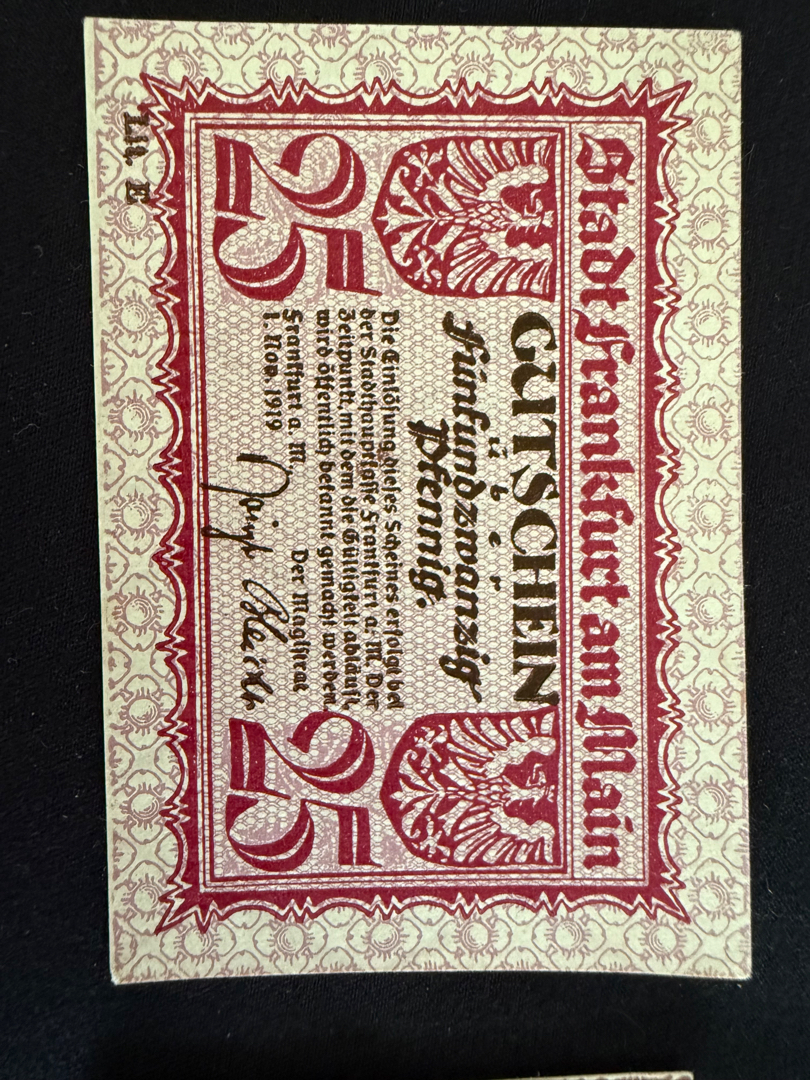 Stadt Frankfurt am Main
GUTSCHEIN
über
Fünfundzwanzig
Pfennig.
25
25
Die Einlösung dieses Scheines erfolgt bei
der Stadthauptkasse Frankfurt a. M. Der
Zeitpunkt, mit dem die Gültigkeit abläuft,
wird öffentlich bekannt gemacht werden.
Frankfurt a. M.
1. Nov. 1919
Der Magistrat
Lit. E